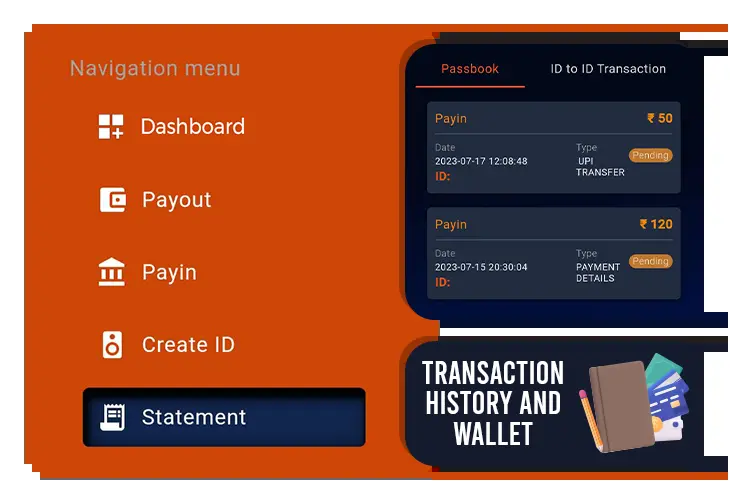 Navigation menu
Dashboard
Payout
Payin
Create ID
Statement
Passbook ID to ID Transaction
Payin ₹ 50
Date Type
2023-07-17 12:08:48 UPI TRANSFER Pending
ID:
Payin ₹ 120
Date Type
2023-07-15 20:30:04 PAYMENT DETAILS Pending
ID:
TRANSACTION
HISTORY AND
WALLET